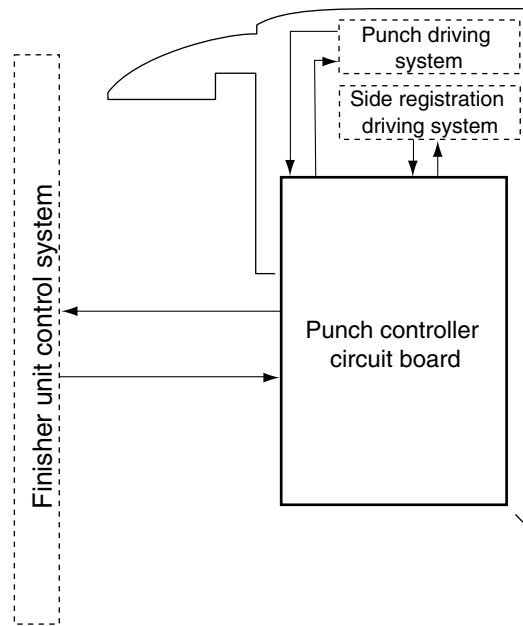 Punch driving
system
Side registration
driving system
Finisher unit control system
Punch controller
circuit board